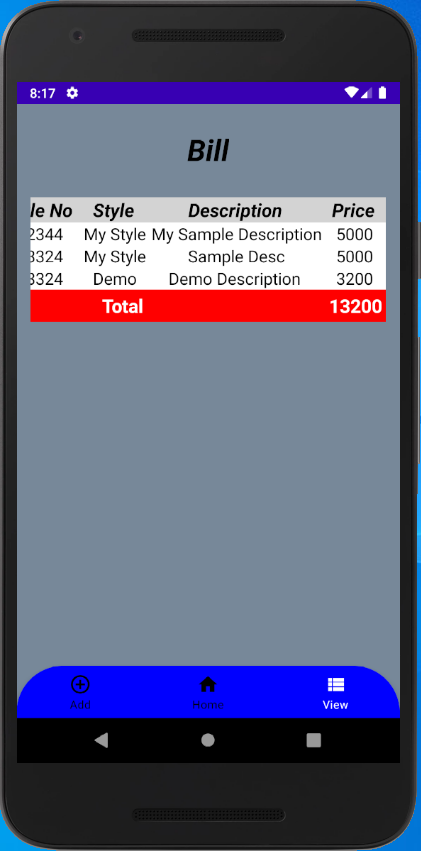 8:17
Bill
le No Style Description Price
2344 My Style My Sample Description 5000
3324 My Style Sample Desc 5000
3324 Demo Demo Description 3200
Total 13200
Add Home View